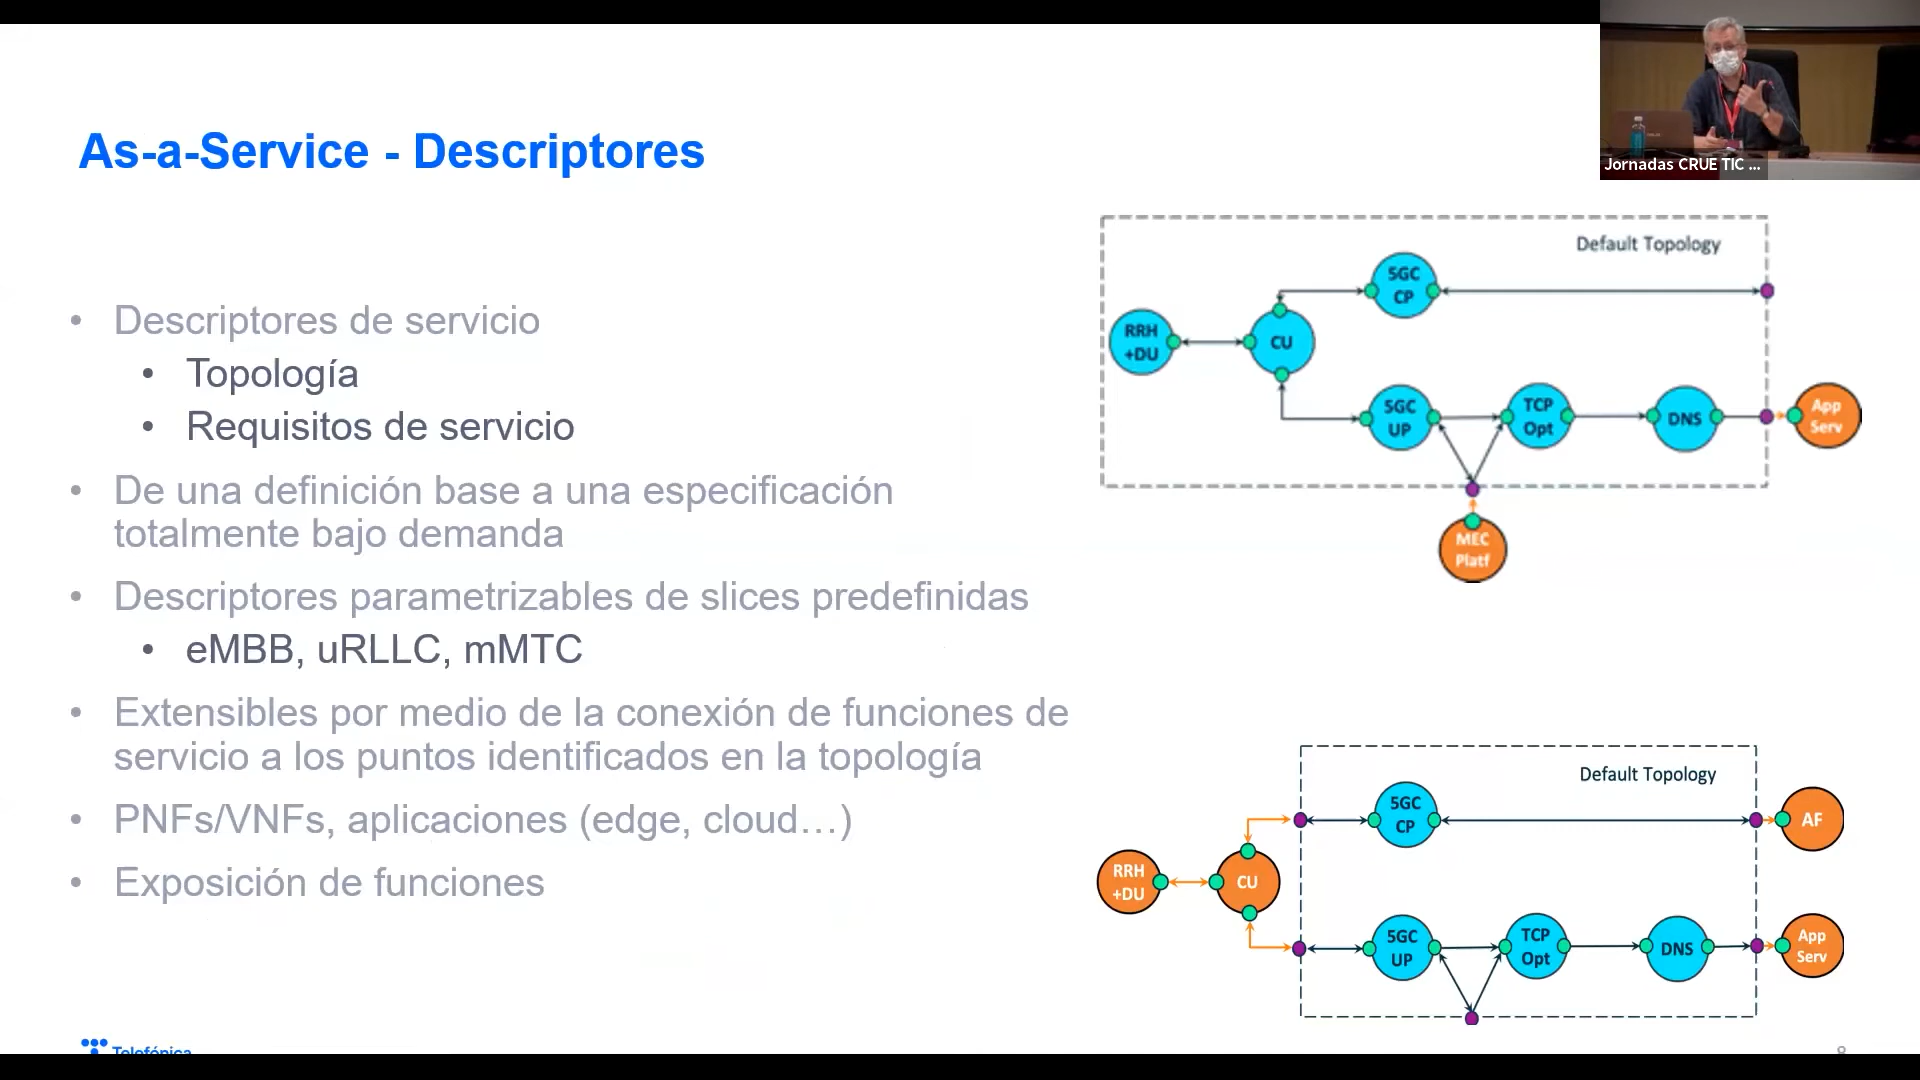 Jornadas CRUE TIC ...
As-a-Service - Descriptores
• Descriptores de servicio
• Topología
• Requisitos de servicio
• De una definición base a una especificación
totalmente bajo demanda
• Descriptores parametrizables de slices predefinidas
• eMBB, uRLLC, mMTC
• Extensibles por medio de la conexión de funciones de
servicio a los puntos identificados en la topología
• PNFs/VNFs, aplicaciones (edge, cloud…)
• Exposición de funciones
Default Topology
5GC
CP
RRH
+DU
CU
5GC
UP
TCP
Opt
DNS
App
Serv
MEC
Platf
Default Topology
5GC
CP
AF
RRH
+DU
CU
5GC
UP
TCP
Opt
DNS
App
Serv
Telefónica
8